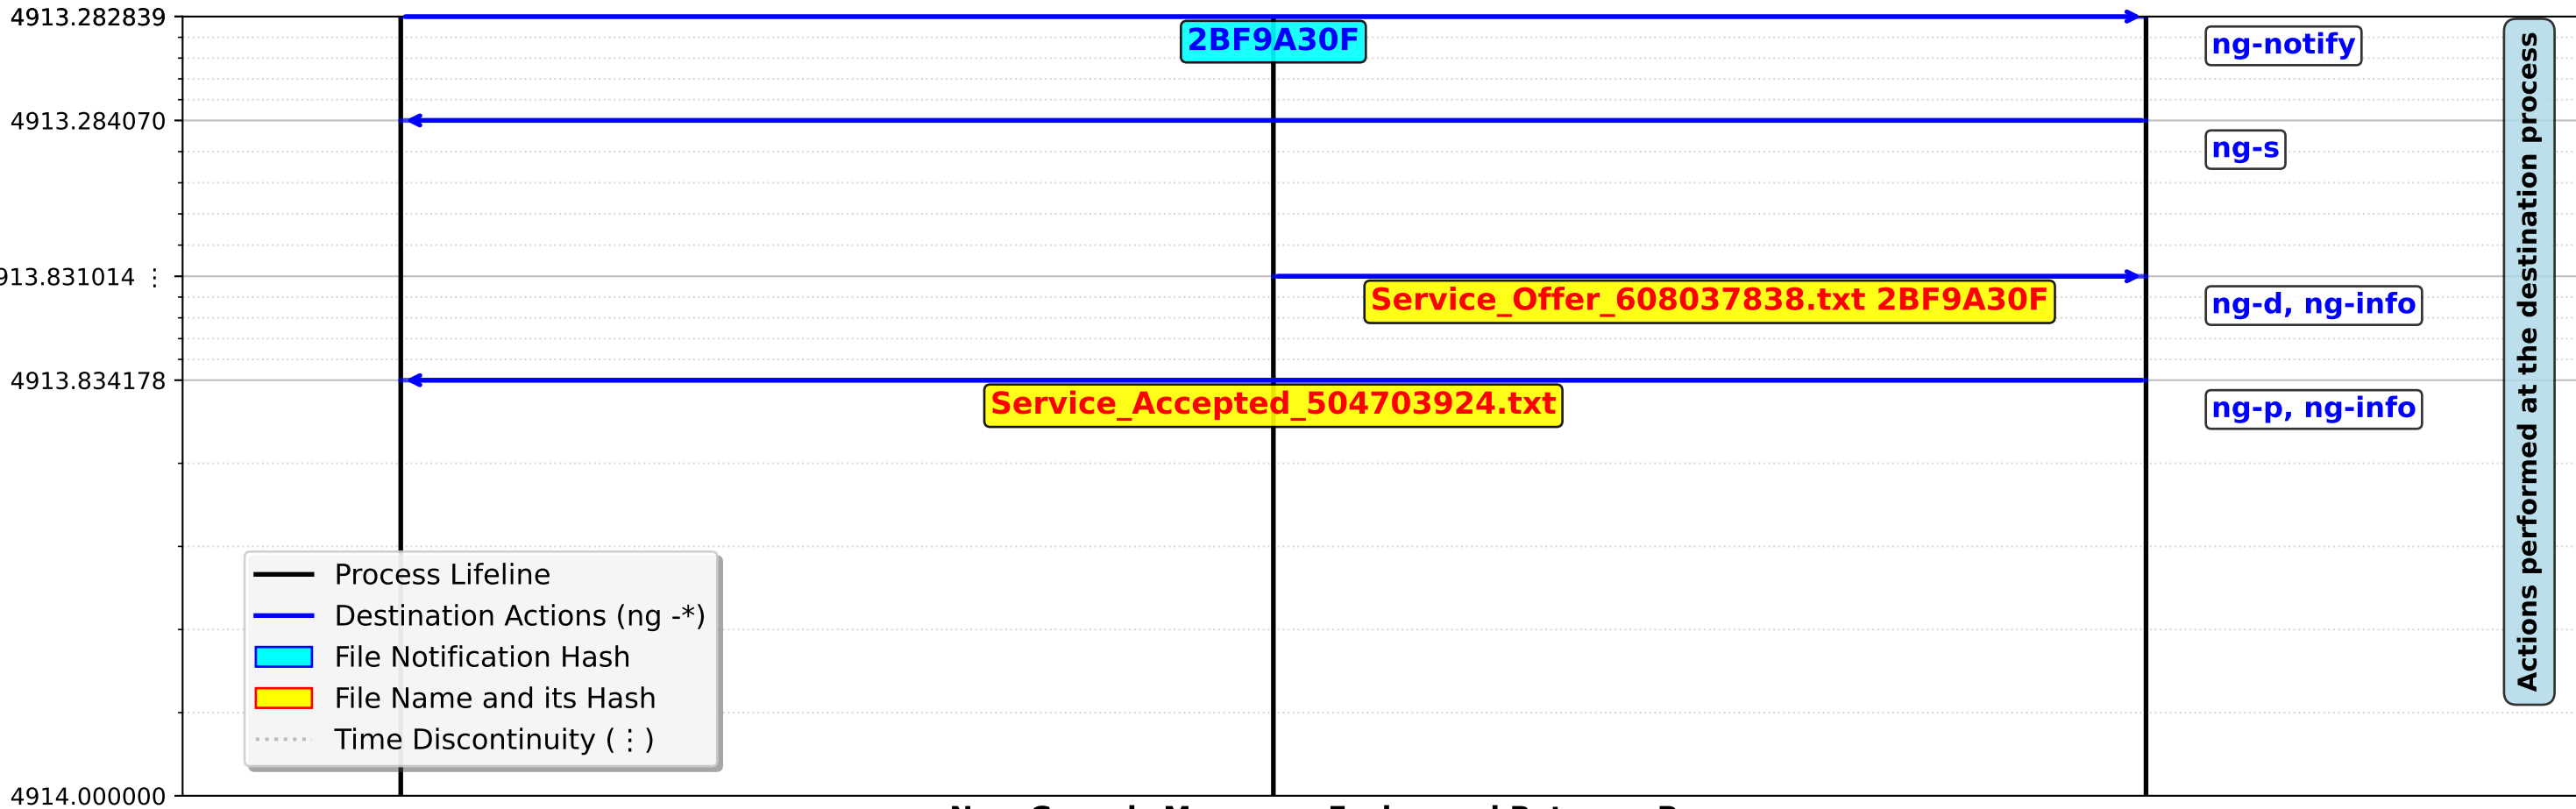 4913.282839
2BF9A30F
ng-notify
4913.284070
ng-s
913.831014 ⋮
Service_Offer_608037838.txt 2BF9A30F
ng-d, ng-info
4913.834178
Service_Accepted_504703924.txt
ng-p, ng-info
Actions performed at the destination process
Process Lifeline
Destination Actions (ng -*)
File Notification Hash
File Name and its Hash
Time Discontinuity (⋮)
4914.000000